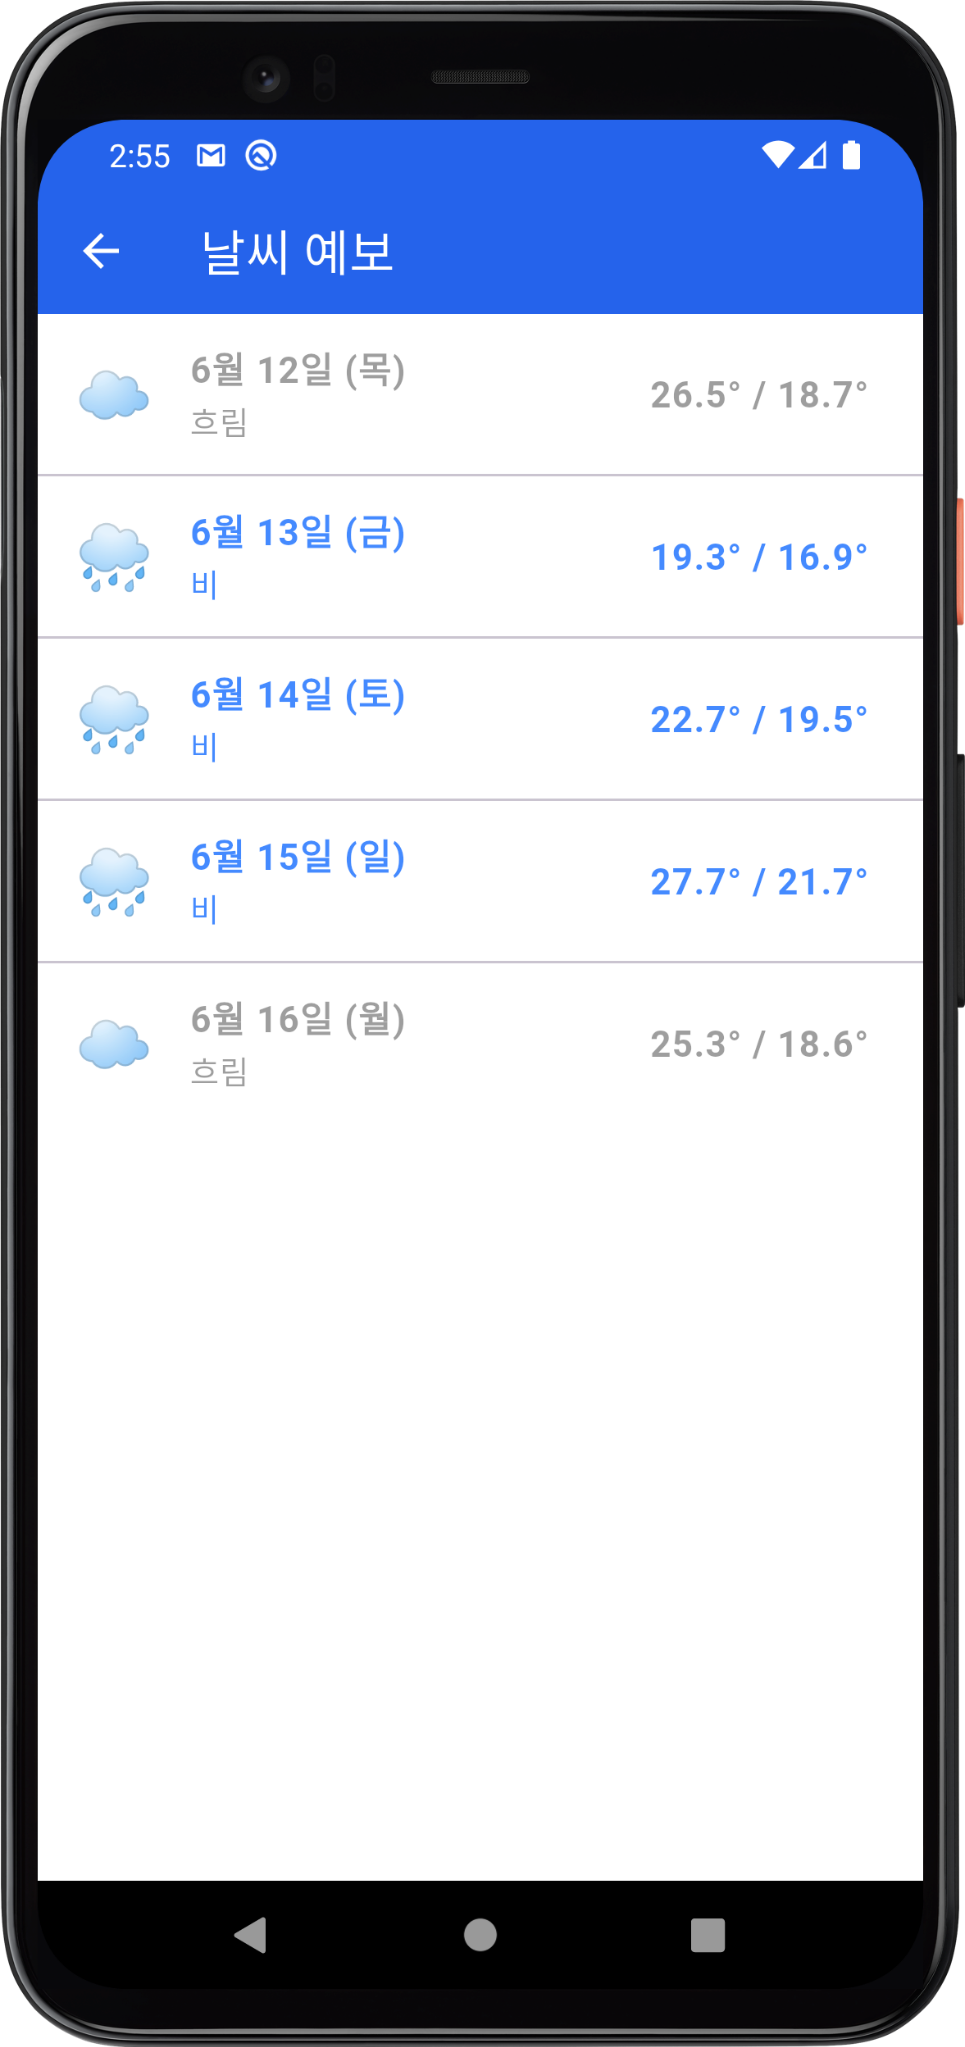 2:55
날씨 예보
6월 12일 (목)
흐림
26.5° / 18.7°
6월 13일 (금)
비
19.3° / 16.9°
6월 14일 (토)
비
22.7° / 19.5°
6월 15일 (일)
비
27.7° / 21.7°
6월 16일 (월)
흐림
25.3° / 18.6°